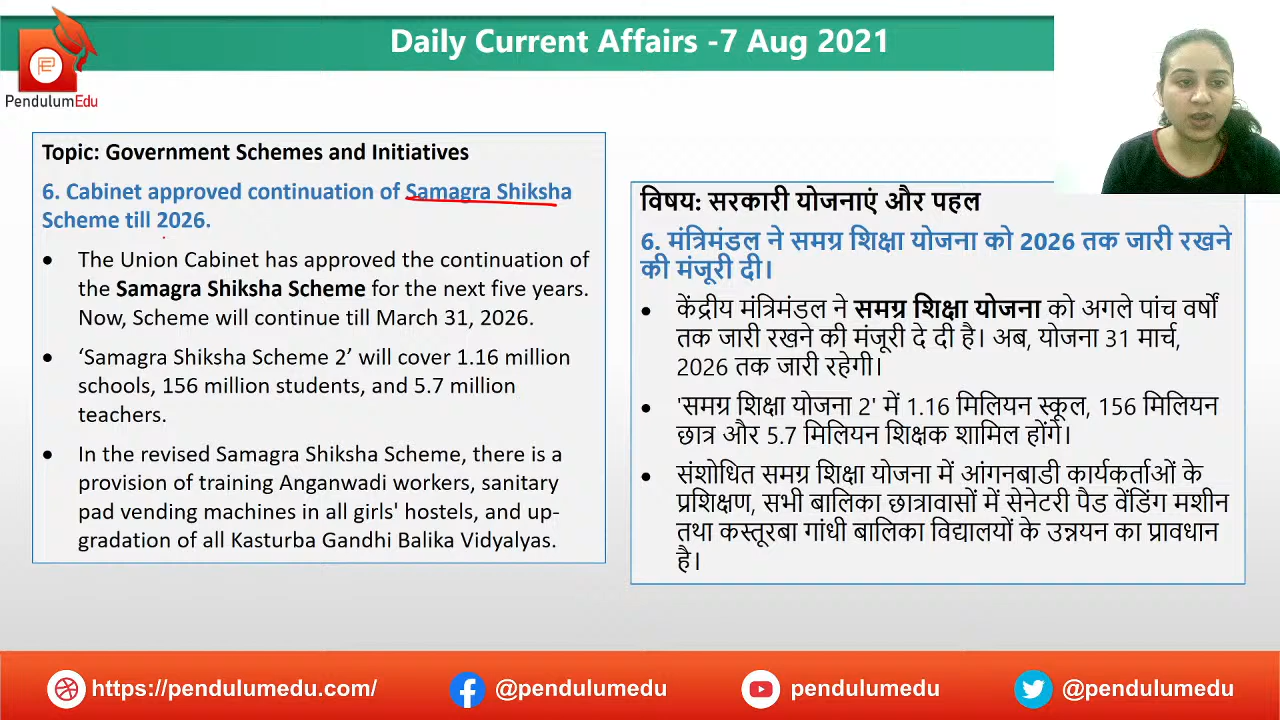 Daily Current Affairs -7 Aug 2021
PendulumEdu
Topic: Government Schemes and Initiatives
6. Cabinet approved continuation of Samagra Shiksha
Scheme till 2026.
• The Union Cabinet has approved the continuation of
the Samagra Shiksha Scheme for the next five years.
Now, Scheme will continue till March 31, 2026.
• ‘Samagra Shiksha Scheme 2’ will cover 1.16 million
schools, 156 million students, and 5.7 million
teachers.
• In the revised Samagra Shiksha Scheme, there is a
provision of training Anganwadi workers, sanitary
pad vending machines in all girls' hostels, and up-
gradation of all Kasturba Gandhi Balika Vidyalyas.
विषय: सरकारी योजनाएं और पहल
6. मंत्रिमंडल ने समग्र शिक्षा योजना को 2026 तक जारी रखने
की मंजूरी दी।
• केंद्रीय मंत्रिमंडल ने समग्र शिक्षा योजना को अगले पांच वर्षों
तक जारी रखने की मंजूरी दे दी है। अब, योजना 31 मार्च,
2026 तक जारी रहेगी।
• 'समग्र शिक्षा योजना 2' में 1.16 मिलियन स्कूल, 156 मिलियन
छात्र और 5.7 मिलियन शिक्षक शामिल होंगे।
• संशोधित समग्र शिक्षा योजना में आंगनबाडी कार्यकर्ताओं के
प्रशिक्षण, सभी बालिका छात्रावासों में सेनेटरी पैड वेंडिंग मशीन
तथा कस्तूरबा गांधी बालिका विद्यालयों के उन्नयन का प्रावधान
है।
https://pendulumedu.com/
@pendulumedu
pendulumedu
@pendulumedu